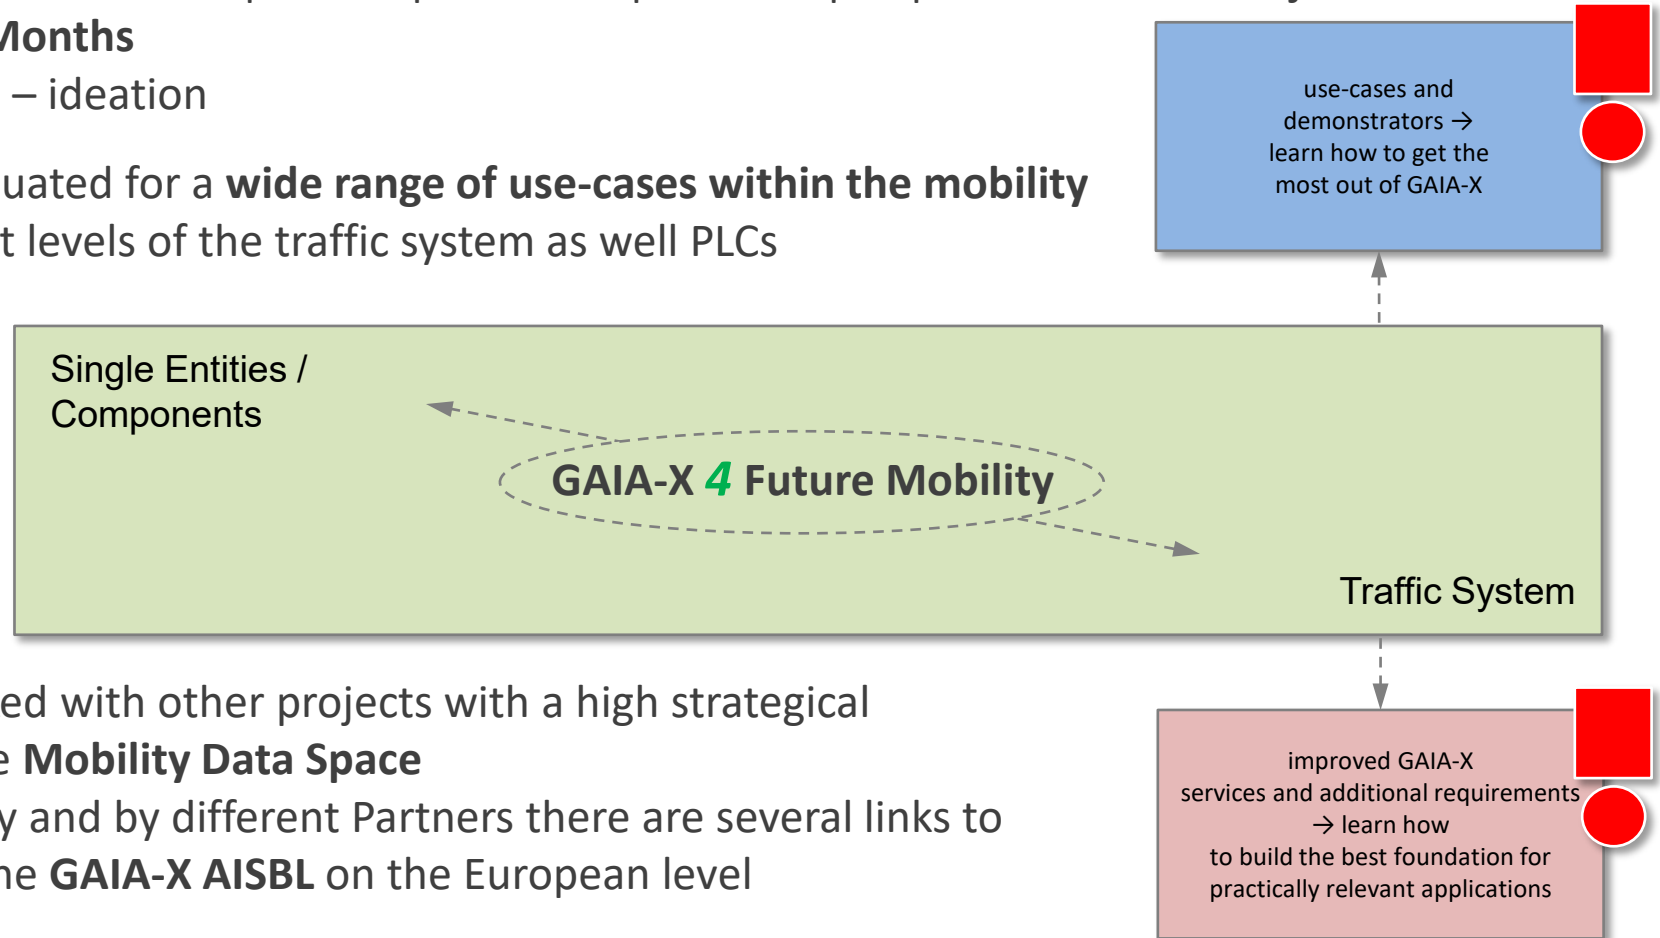 Months
– ideation
uated for a wide range of use-cases within the mobility
t levels of the traffic system as well PLCs
use-cases and
demonstrators →
learn how to get the
most out of GAIA-X
Single Entities /
Components
GAIA-X 4 Future Mobility
Traffic System
ed with other projects with a high strategical
e Mobility Data Space
y and by different Partners there are several links to
ne GAIA-X AISBL on the European level
improved GAIA-X
services and additional requirements
→ learn how
to build the best foundation for
practically relevant applications